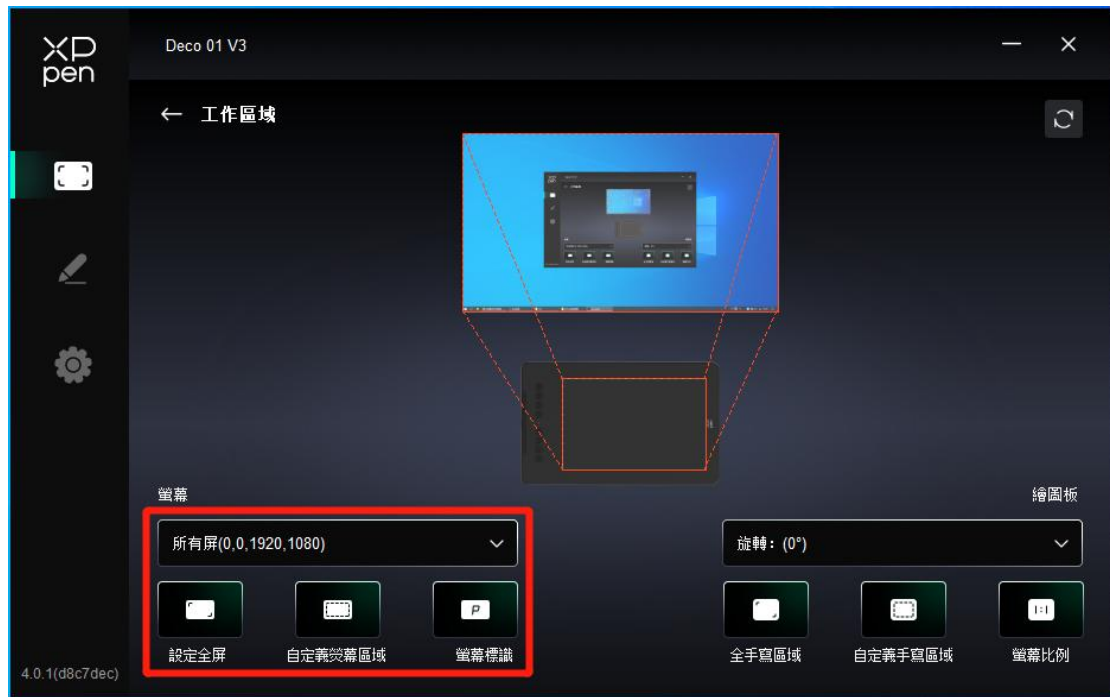 XP
pen
Deco 01 V3
工作區域
螢幕
繪圖板
所有屏(0,0,1920,1080)
旋轉：(0°)
P
1:1
設定全屏
自定義熒幕區域
螢幕標識
全手寫區域
自定義手寫區域
螢幕比例
4.0.1(d8c7dec)